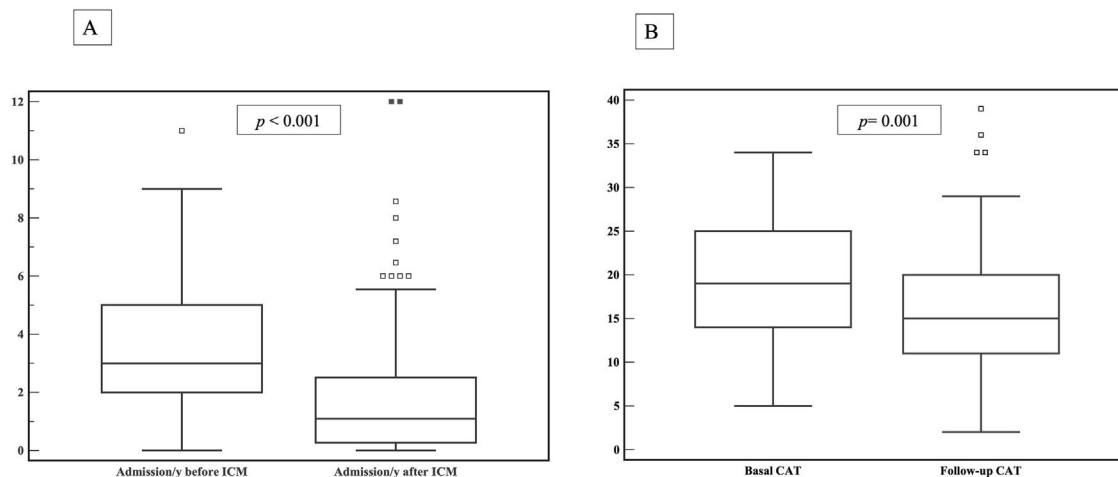 A
B
p < 0.001
12
10
8
6
4
2
0
Admission/y before ICM
Admission/y after ICM
p= 0.001
40
35
30
25
20
15
10
5
0
Basal CAT
Follow-up CAT